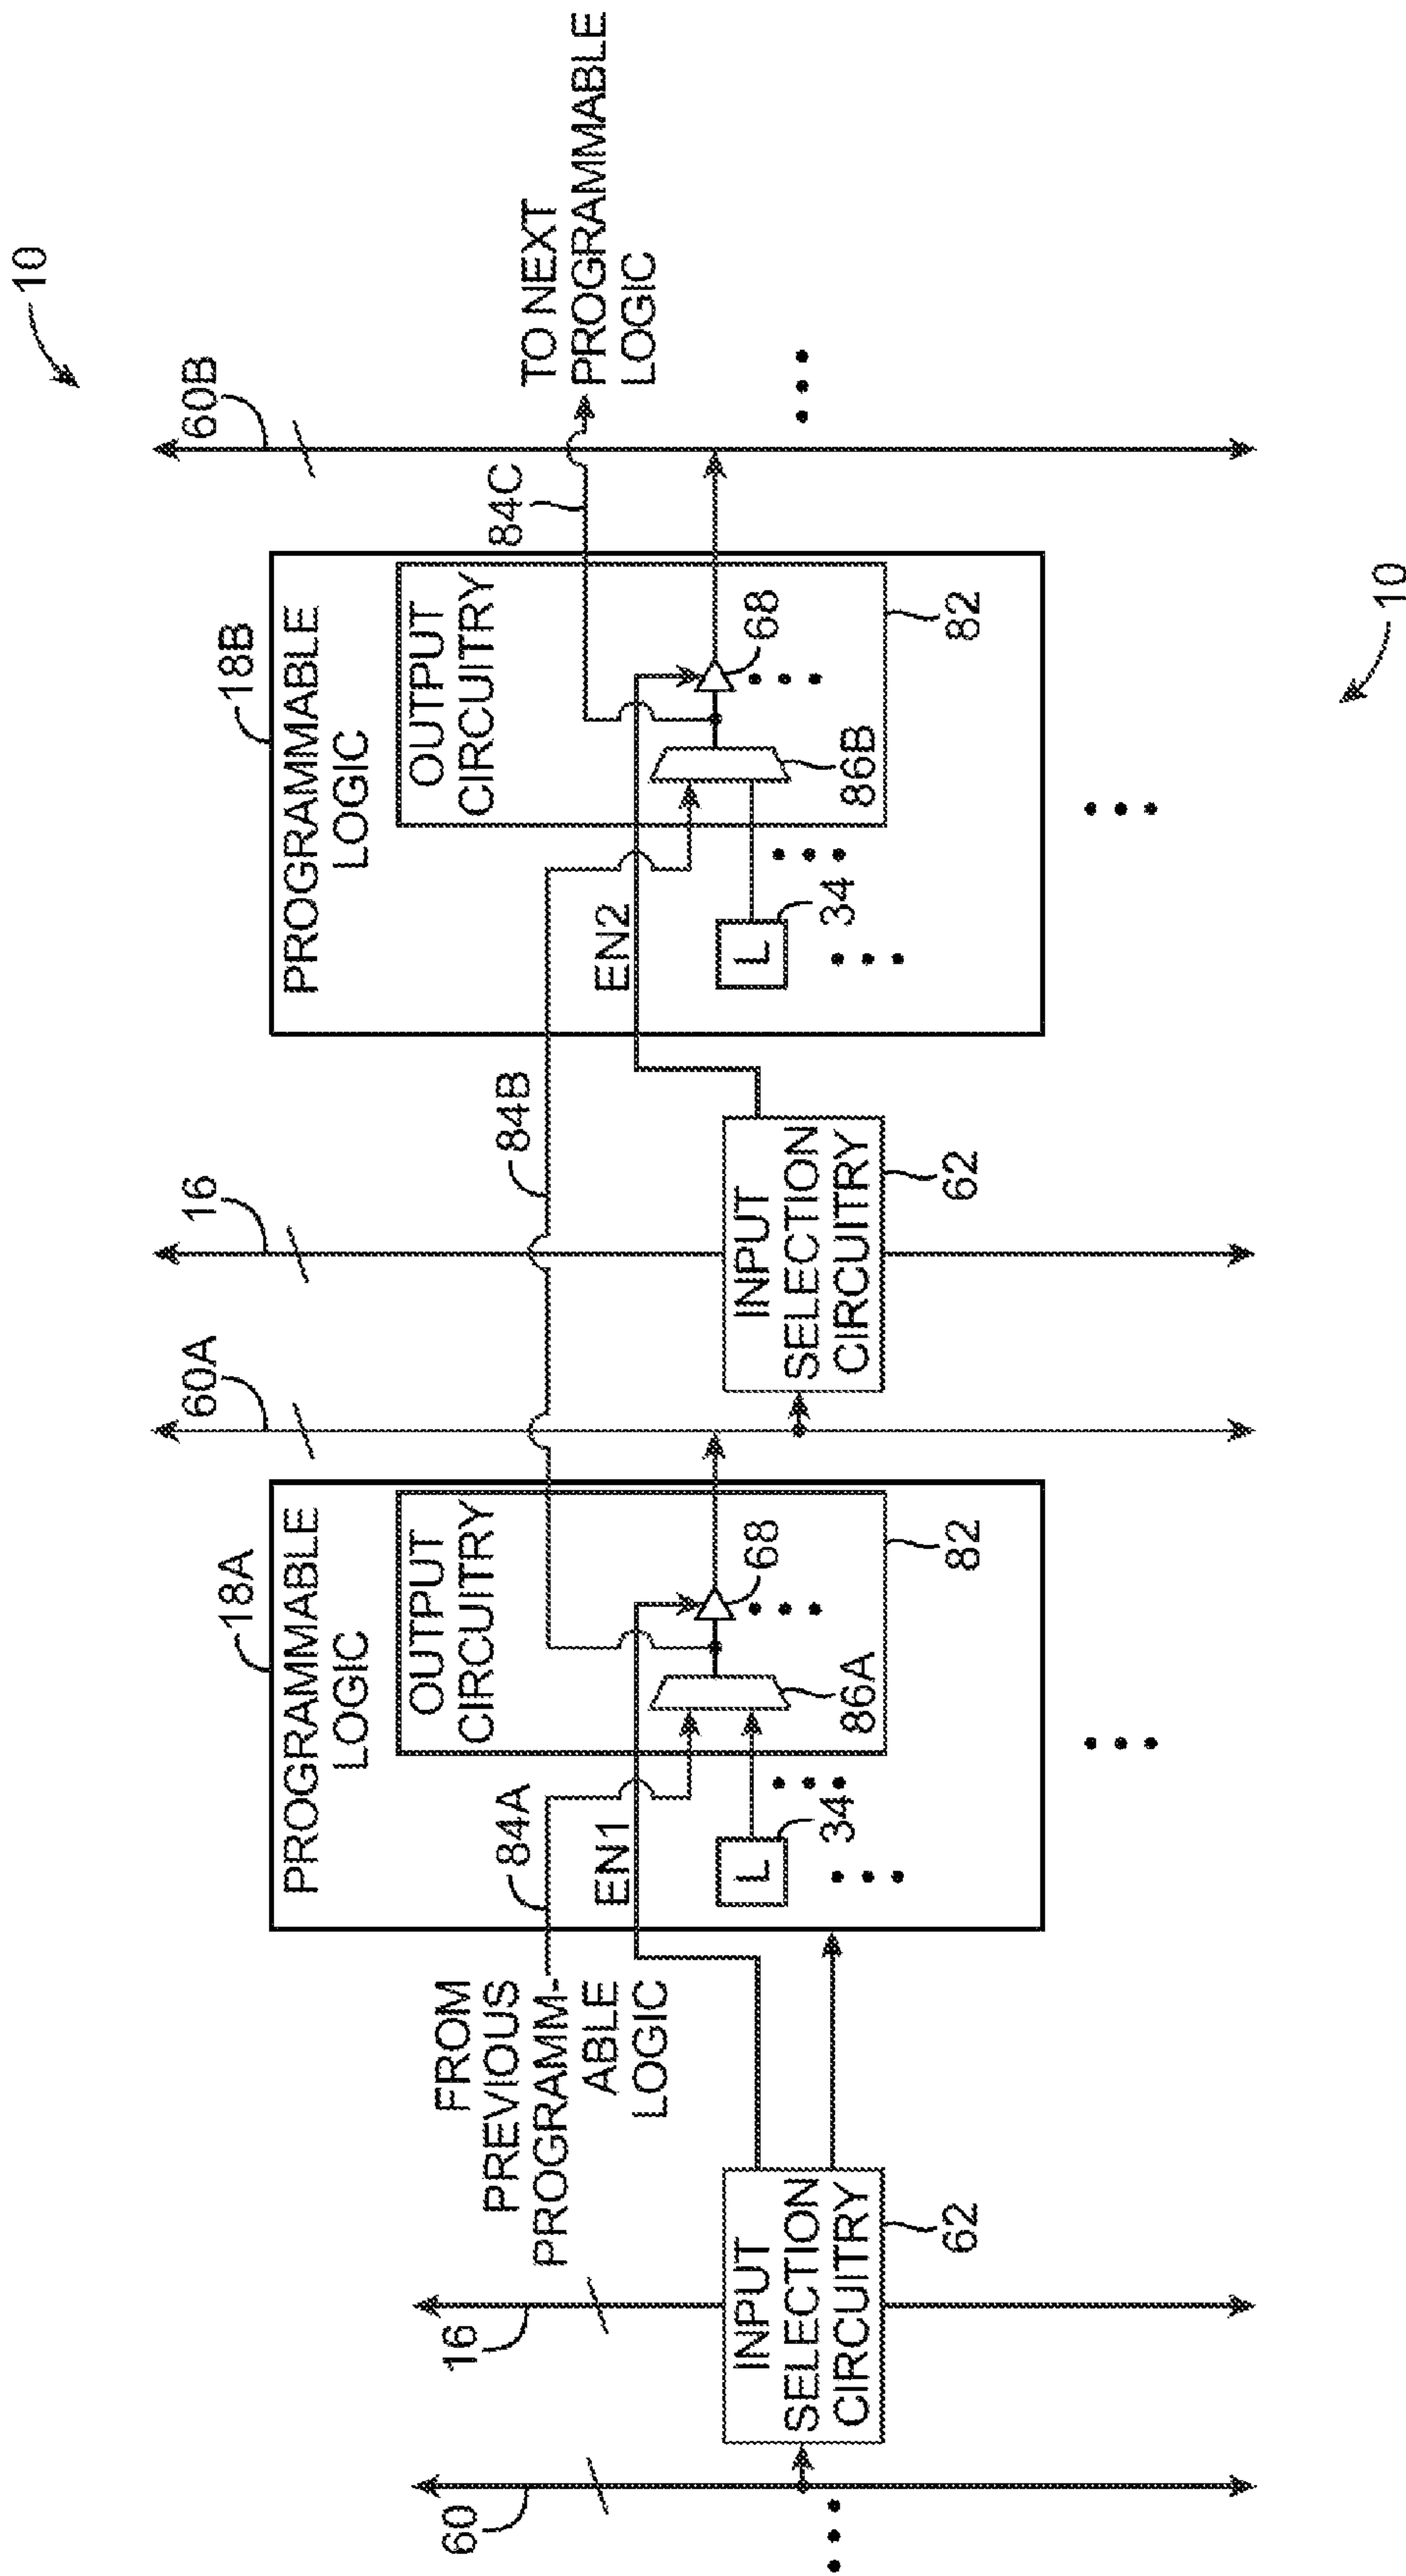 10
60
16
INPUT
SELECTION
CIRCUITRY
62
FROM
PREVIOUS
PROGRAMM-
ABLE
LOGIC
84A
EN1
18A
PROGRAMMABLE
LOGIC
L
34
OUTPUT
CIRCUITRY
86A
68
82
60A
16
84B
INPUT
SELECTION
CIRCUITRY
62
18B
PROGRAMMABLE
LOGIC
EN2
L
34
OUTPUT
CIRCUITRY
86B
68
82
84C
60B
TO NEXT
PROGRAMMABLE
LOGIC
10